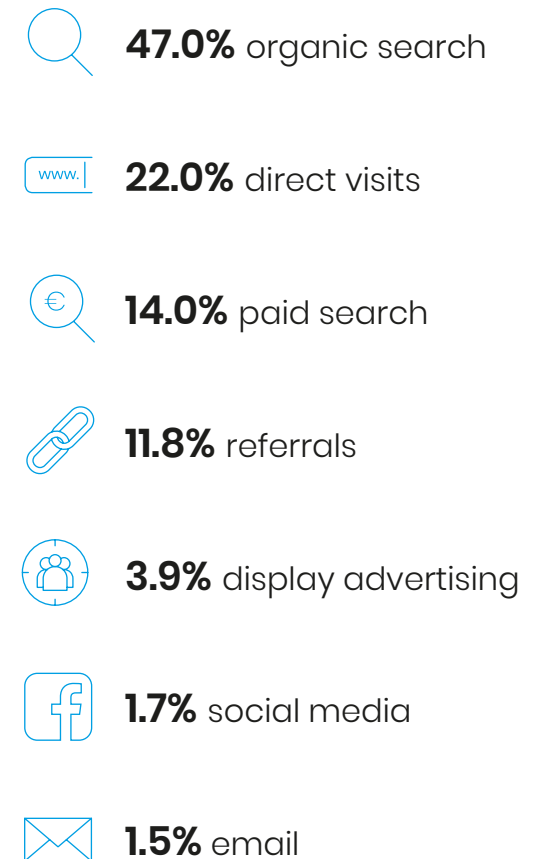 47.0% organic search
www. 22.0% direct visits
€ 14.0% paid search
11.8% referrals
3.9% display advertising
1.7% social media
1.5% email